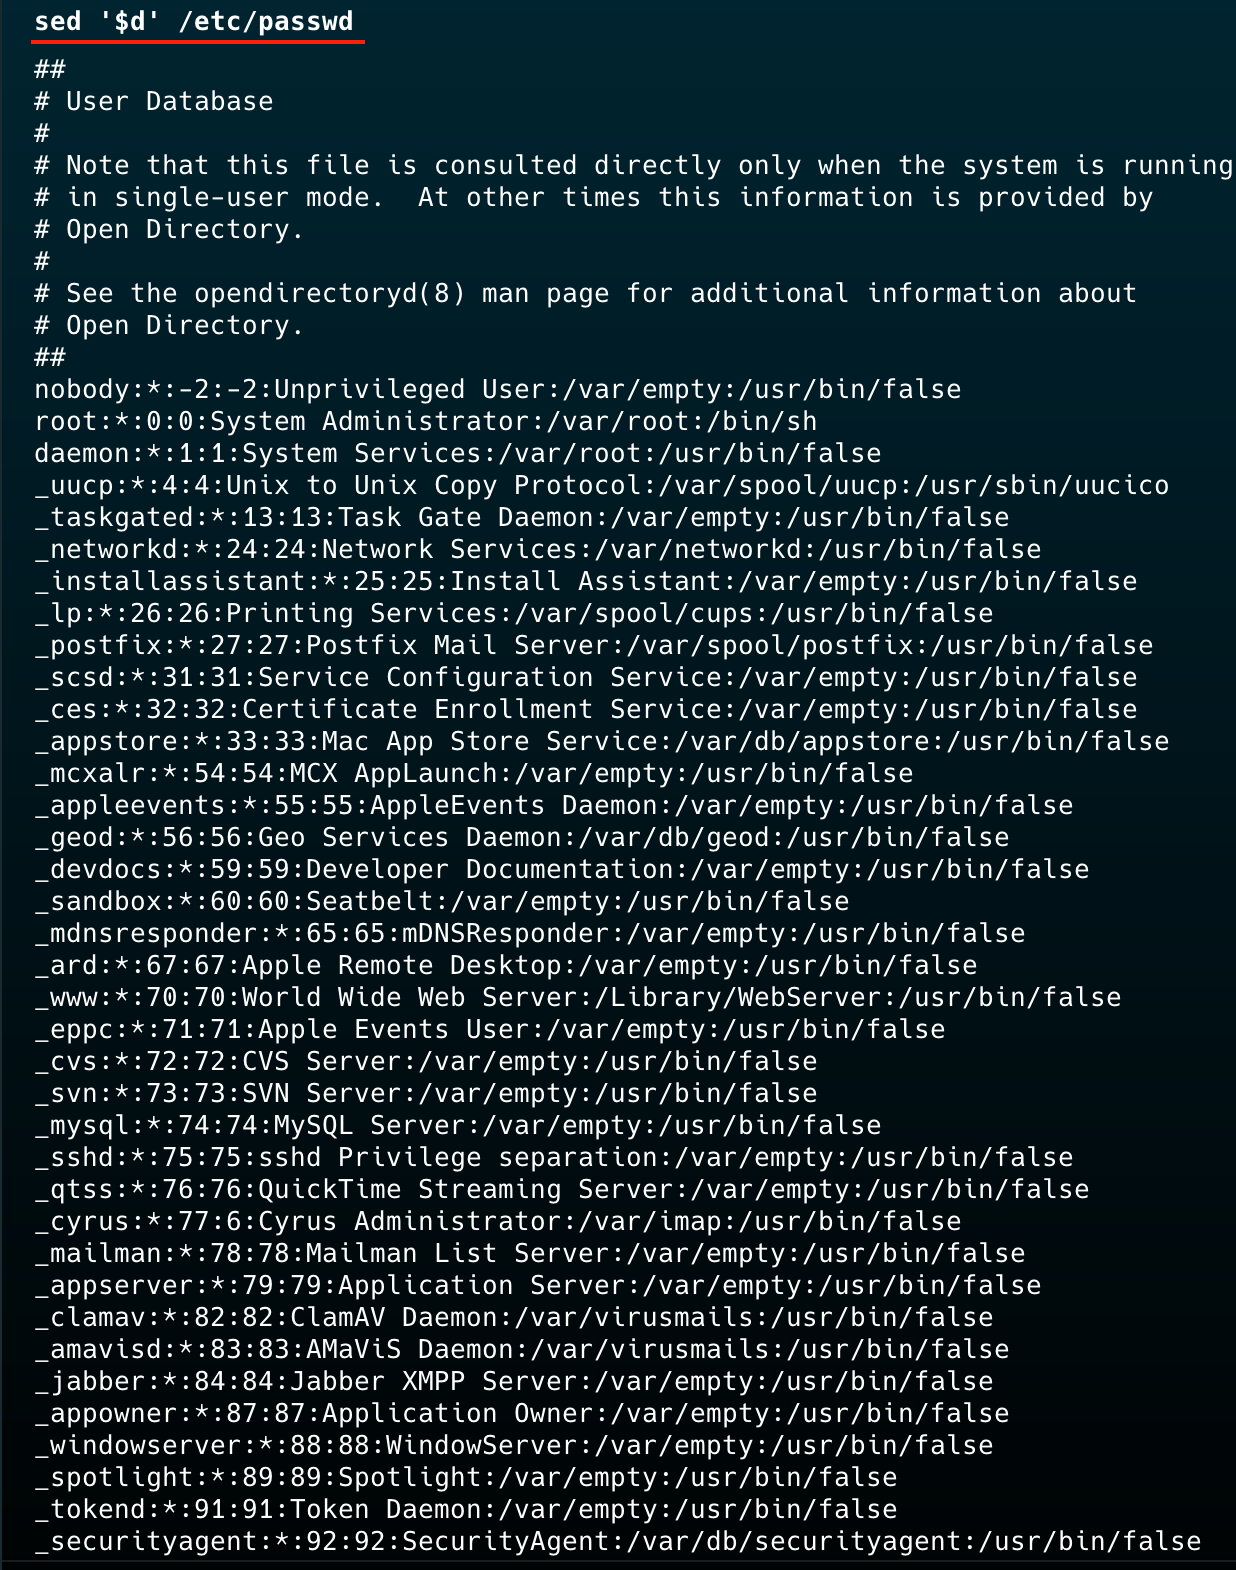 sed '$d' /etc/passwd
##
# User Database
#
# Note that this file is consulted directly only when the system is running
# in single-user mode.  At other times this information is provided by
# Open Directory.
#
# See the opendirectoryd(8) man page for additional information about
# Open Directory.
##
nobody:*:-2:-2:Unprivileged User:/var/empty:/usr/bin/false
root:*:0:0:System Administrator:/var/root:/bin/sh
daemon:*:1:1:System Services:/var/root:/usr/bin/false
_uucp:*:4:4:Unix to Unix Copy Protocol:/var/spool/uucp:/usr/sbin/uucico
_taskgated:*:13:13:Task Gate Daemon:/var/empty:/usr/bin/false
_networkd:*:24:24:Network Services:/var/networkd:/usr/bin/false
_installassistant:*:25:25:Install Assistant:/var/empty:/usr/bin/false
_lp:*:26:26:Printing Services:/var/spool/cups:/usr/bin/false
_postfix:*:27:27:Postfix Mail Server:/var/spool/postfix:/usr/bin/false
_scsd:*:31:31:Service Configuration Service:/var/empty:/usr/bin/false
_ces:*:32:32:Certificate Enrollment Service:/var/empty:/usr/bin/false
_appstore:*:33:33:Mac App Store Service:/var/db/appstore:/usr/bin/false
_mcxalr:*:54:54:MCX AppLaunch:/var/empty:/usr/bin/false
_appleevents:*:55:55:AppleEvents Daemon:/var/empty:/usr/bin/false
_geod:*:56:56:Geo Services Daemon:/var/db/geod:/usr/bin/false
_devdocs:*:59:59:Developer Documentation:/var/empty:/usr/bin/false
_sandbox:*:60:60:Seatbelt:/var/empty:/usr/bin/false
_mdnsresponder:*:65:65:mDNSResponder:/var/empty:/usr/bin/false
_ard:*:67:67:Apple Remote Desktop:/var/empty:/usr/bin/false
_www:*:70:70:World Wide Web Server:/Library/WebServer:/usr/bin/false
_eppc:*:71:71:Apple Events User:/var/empty:/usr/bin/false
_cvs:*:72:72:CVS Server:/var/empty:/usr/bin/false
_svn:*:73:73:SVN Server:/var/empty:/usr/bin/false
_mysql:*:74:74:MySQL Server:/var/empty:/usr/bin/false
_sshd:*:75:75:sshd Privilege separation:/var/empty:/usr/bin/false
_qtss:*:76:76:QuickTime Streaming Server:/var/empty:/usr/bin/false
_cyrus:*:77:6:Cyrus Administrator:/var/imap:/usr/bin/false
_mailman:*:78:78:Mailman List Server:/var/empty:/usr/bin/false
_appserver:*:79:79:Application Server:/var/empty:/usr/bin/false
_clamav:*:82:82:ClamAV Daemon:/var/virusmails:/usr/bin/false
_amavisd:*:83:83:AMaViS Daemon:/var/virusmails:/usr/bin/false
_jabber:*:84:84:Jabber XMPP Server:/var/empty:/usr/bin/false
_appowner:*:87:87:Application Owner:/var/empty:/usr/bin/false
_windowserver:*:88:88:WindowServer:/var/empty:/usr/bin/false
_spotlight:*:89:89:Spotlight:/var/empty:/usr/bin/false
_tokend:*:91:91:Token Daemon:/var/empty:/usr/bin/false
_securityagent:*:92:92:SecurityAgent:/var/db/securityagent:/usr/bin/false